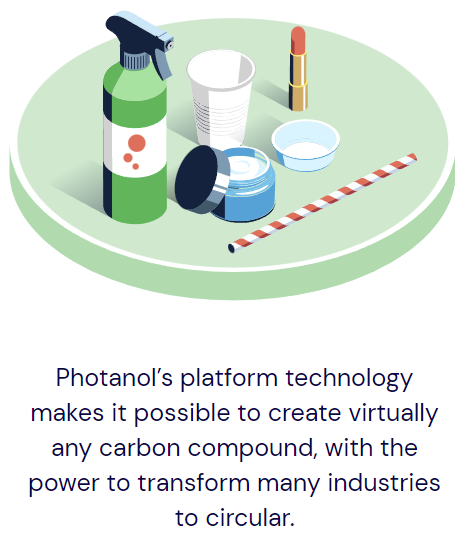 Photanol's platform technology
makes it possible to create virtually
any carbon compound, with the
power to transform many industries
to circular.